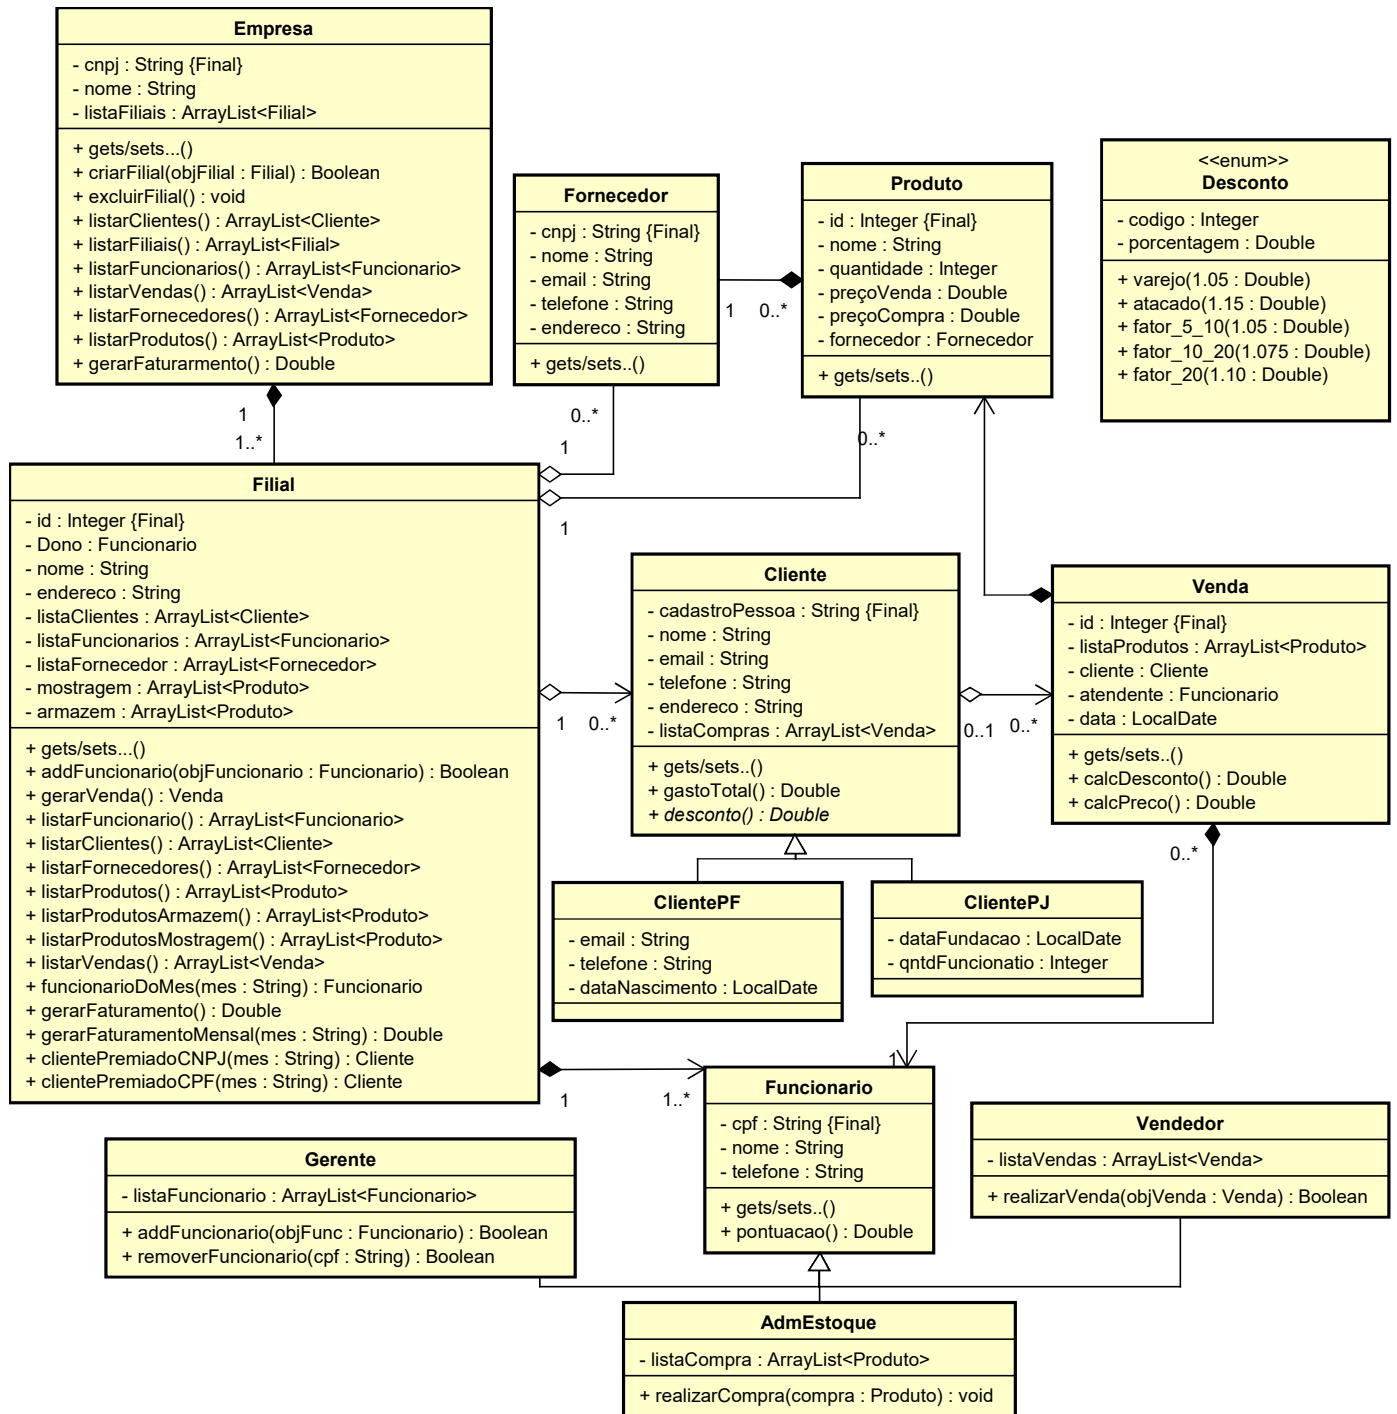 Empresa
- cnpj : String {Final}
- nome : String
- listaFiliais : ArrayList<Filial>
+ gets/sets...()
+ criarFilial(objFilial : Filial) : Boolean
+ excluirFilial() : void
+ listarClientes() : ArrayList<Cliente>
+ listarFiliais() : ArrayList<Filial>
+ listarFuncionarios() : ArrayList<Funcionario>
+ listarVendas() : ArrayList<Venda>
+ listarFornecedores() : ArrayList<Fornecedor>
+ listarProdutos() : ArrayList<Produto>
+ gerarFaturarmento() : Double
Fornecedor
- cnpj : String {Final}
- nome : String
- email : String
- telefone : String
- endereco : String
+ gets/sets..()
1
0..*
Produto
- id : Integer {Final}
- nome : String
- quantidade : Integer
- preçoVenda : Double
- preçoCompra : Double
- fornecedor : Fornecedor
+ gets/sets..()
<<enum>>
Desconto
- codigo : Integer
- porcentagem : Double
+ varejo(1.05 : Double)
+ atacado(1.15 : Double)
+ fator_5_10(1.05 : Double)
+ fator_10_20(1.075 : Double)
+ fator_20(1.10 : Double)
1
1..*
0..*
1
0..*
1
Filial
- id : Integer {Final}
- Dono : Funcionario
- nome : String
- endereco : String
- listaClientes : ArrayList<Cliente>
- listaFuncionarios : ArrayList<Funcionario>
- listaFornecedor : ArrayList<Fornecedor>
- mostragem : ArrayList<Produto>
- armazem : ArrayList<Produto>
+ gets/sets...()
+ addFuncionario(objFuncionario : Funcionario) : Boolean
+ gerarVenda() : Venda
+ listarFuncionario() : ArrayList<Funcionario>
+ listarClientes() : ArrayList<Cliente>
+ listarFornecedores() : ArrayList<Fornecedor>
+ listarProdutos() : ArrayList<Produto>
+ listarProdutosArmazem() : ArrayList<Produto>
+ listarProdutosMostragem() : ArrayList<Produto>
+ listarVendas() : ArrayList<Venda>
+ funcionarioDoMes(mes : String) : Funcionario
+ gerarFaturamento() : Double
+ gerarFaturamentoMensal(mes : String) : Double
+ clientePremiadoCNPJ(mes : String) : Cliente
+ clientePremiadoCPF(mes : String) : Cliente
1
0..*
Cliente
- cadastroPessoa : String {Final}
- nome : String
- email : String
- telefone : String
- endereco : String
- listaCompras : ArrayList<Venda>
+ gets/sets..()
+ gastoTotal() : Double
+ desconto() : Double
0..1
0..*
Venda
- id : Integer {Final}
- listaProdutos : ArrayList<Produto>
- cliente : Cliente
- atendente : Funcionario
- data : LocalDate
+ gets/sets..()
+ calcDesconto() : Double
+ calcPreco() : Double
0..*
ClientePF
- email : String
- telefone : String
- dataNascimento : LocalDate
ClientePJ
- dataFundacao : LocalDate
- qntdFuncionatio : Integer
1
1
1..*
Funcionario
- cpf : String {Final}
- nome : String
- telefone : String
+ gets/sets..()
+ pontuacao() : Double
Vendedor
- listaVendas : ArrayList<Venda>
+ realizarVenda(objVenda : Venda) : Boolean
Gerente
- listaFuncionario : ArrayList<Funcionario>
+ addFuncionario(objFunc : Funcionario) : Boolean
+ removerFuncionario(cpf : String) : Boolean
AdmEstoque
- listaCompra : ArrayList<Produto>
+ realizarCompra(compra : Produto) : void